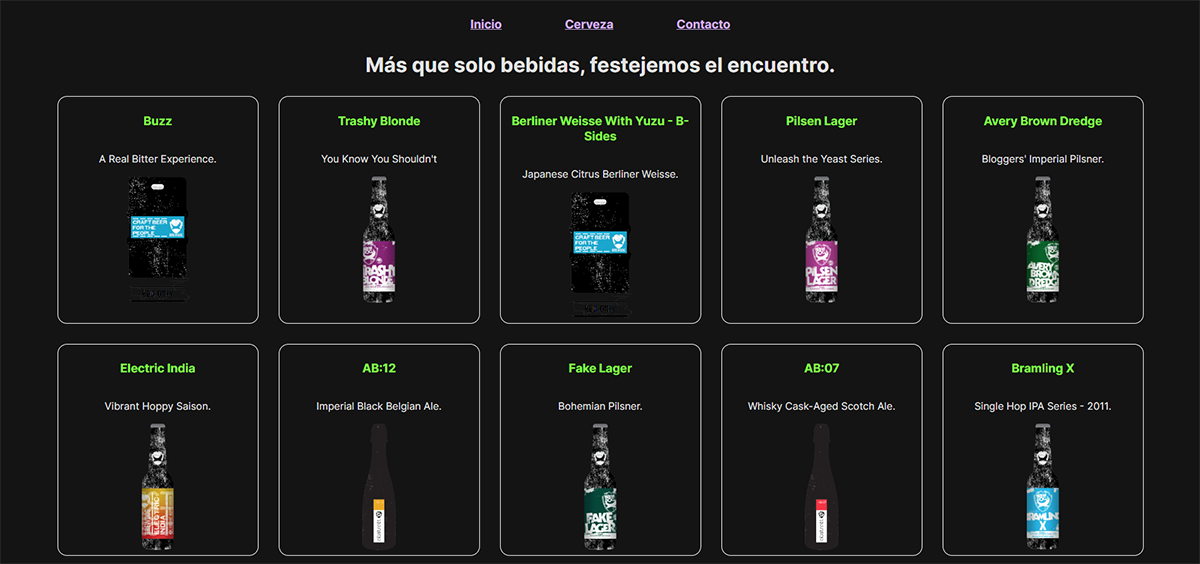 Inicio Cerveza Contacto
Más que solo bebidas, festejemos el encuentro.
Buzz
A Real Bitter Experience.
CRAFT BEER
FOR THE
PEOPLE
Trashy Blonde
You Know You Shouldn't
TRASHY
BLONDE
Berliner Weisse With Yuzu - B-
Sides
Japanese Citrus Berliner Weisse.
CRAFT BEER
FOR THE
PEOPLE
Pilsen Lager
Unleash the Yeast Series.
PILSEN
LAGER
Avery Brown Dredge
Bloggers' Imperial Pilsner.
AVERY
BROWN
DREDGE
Electric India
Vibrant Hoppy Saison.
ELECTRIC
INDIA
AB:12
Imperial Black Belgian Ale.
Fake Lager
Bohemian Pilsner.
FAKE
LAGER
AB:07
Whisky Cask-Aged Scotch Ale.
Bramling X
Single Hop IPA Series - 2011.
BRAMLING
X